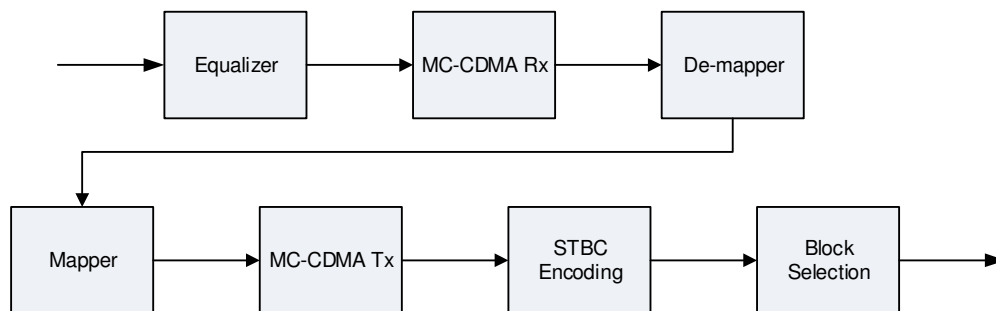 Equalizer
MC-CDMA Rx
De-mapper
Mapper
MC-CDMA Tx
STBC
Encoding
Block
Selection